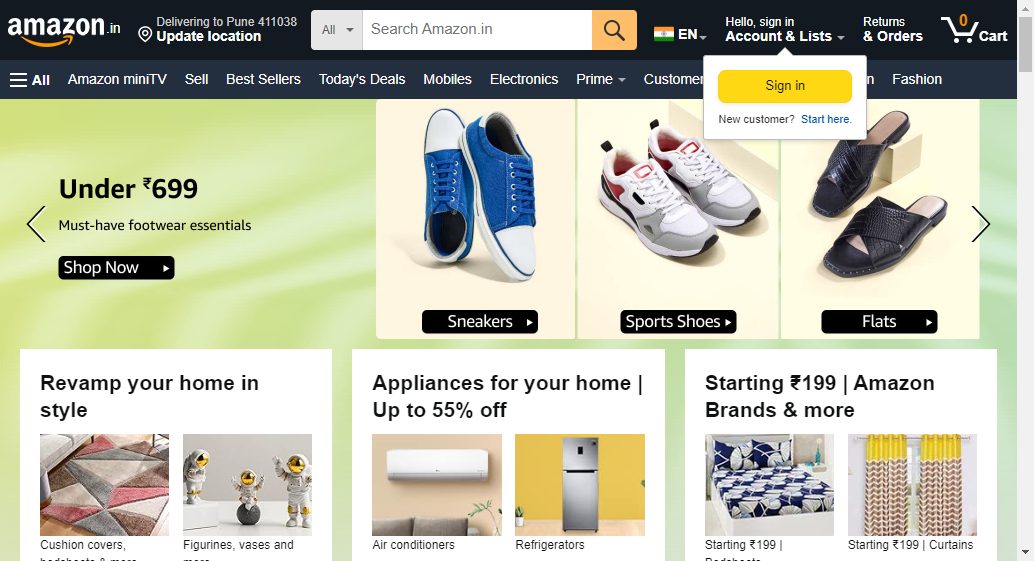 amazon.in
Delivering to Pune 411038
Update location
All
Search Amazon.in
EN
Hello, sign in
Account & Lists
Returns
& Orders
0
Cart
All
Amazon miniTV
Sell
Best Sellers
Today's Deals
Mobiles
Electronics
Prime
Customer
Fashion
Sign in
New customer? Start here.
Under ₹699
Must-have footwear essentials
Shop Now
Sneakers
Sports Shoes
Flats
Revamp your home in
style
Cushion covers,
bedsheets & more
Figurines, vases and
Appliances for your home |
Up to 55% off
Air conditioners
Refrigerators
Starting ₹199 | Amazon
Brands & more
Starting ₹199 |
Bedsheets
Starting ₹199 | Curtains